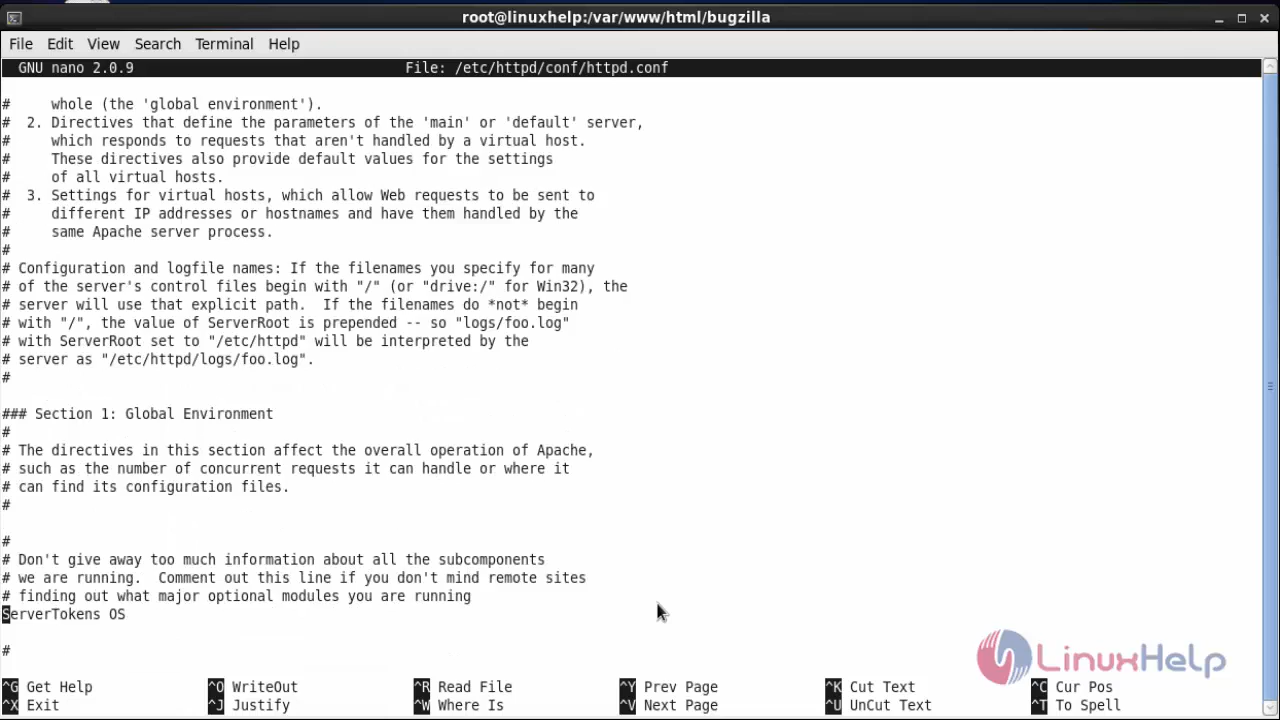 root@linuxhelp:/var/www/html/bugzilla
File Edit View Search Terminal Help
GNU nano 2.0.9 File: /etc/httpd/conf/httpd.conf
# whole (the 'global environment').
# 2. Directives that define the parameters of the 'main' or 'default' server,
# which responds to requests that aren't handled by a virtual host.
# These directives also provide default values for the settings
# of all virtual hosts.
# 3. Settings for virtual hosts, which allow Web requests to be sent to
# different IP addresses or hostnames and have them handled by the
# same Apache server process.
#
# Configuration and logfile names: If the filenames you specify for many
# of the server's control files begin with "/" (or "drive:/" for Win32), the
# server will use that explicit path.  If the filenames do *not* begin
# with "/", the value of ServerRoot is prepended -- so "logs/foo.log"
# with ServerRoot set to "/etc/httpd" will be interpreted by the
# server as "/etc/httpd/logs/foo.log".
#
### Section 1: Global Environment
#
# The directives in this section affect the overall operation of Apache,
# such as the number of concurrent requests it can handle or where it
# can find its configuration files.
#
#
# Don't give away too much information about all the subcomponents
# we are running.  Comment out this line if you don't mind remote sites
# finding out what major optional modules you are running
ServerTokens OS
#
LinuxHelp
^G Get Help ^O WriteOut ^R Read File ^Y Prev Page ^K Cut Text ^C Cur Pos
^X Exit ^J Justify ^W Where Is ^V Next Page ^U UnCut Text ^T To Spell